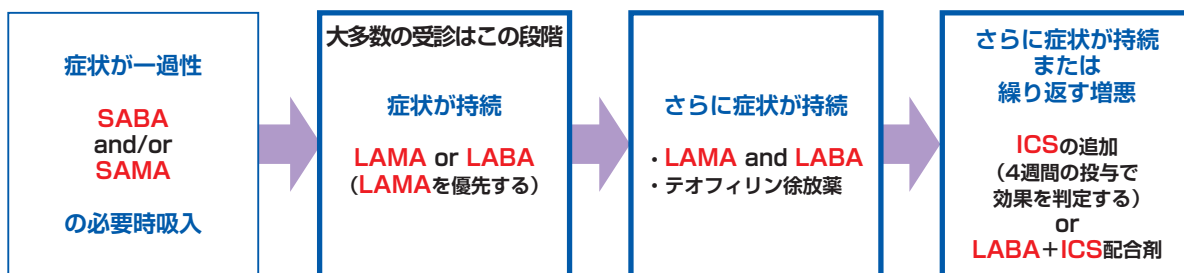 症状が一過性
SABA
and/or
SAMA
の必要時吸入
大多数の受診はこの段階
症状が持続
LAMA or LABA
（LAMAを優先する）
さらに症状が持続
・LAMA and LABA
・テオフィリン徐放薬
さらに症状が持続
または
繰り返す増悪
ICSの追加
（4週間の投与で
効果を判定する）
or
LABA＋ICS配合剤